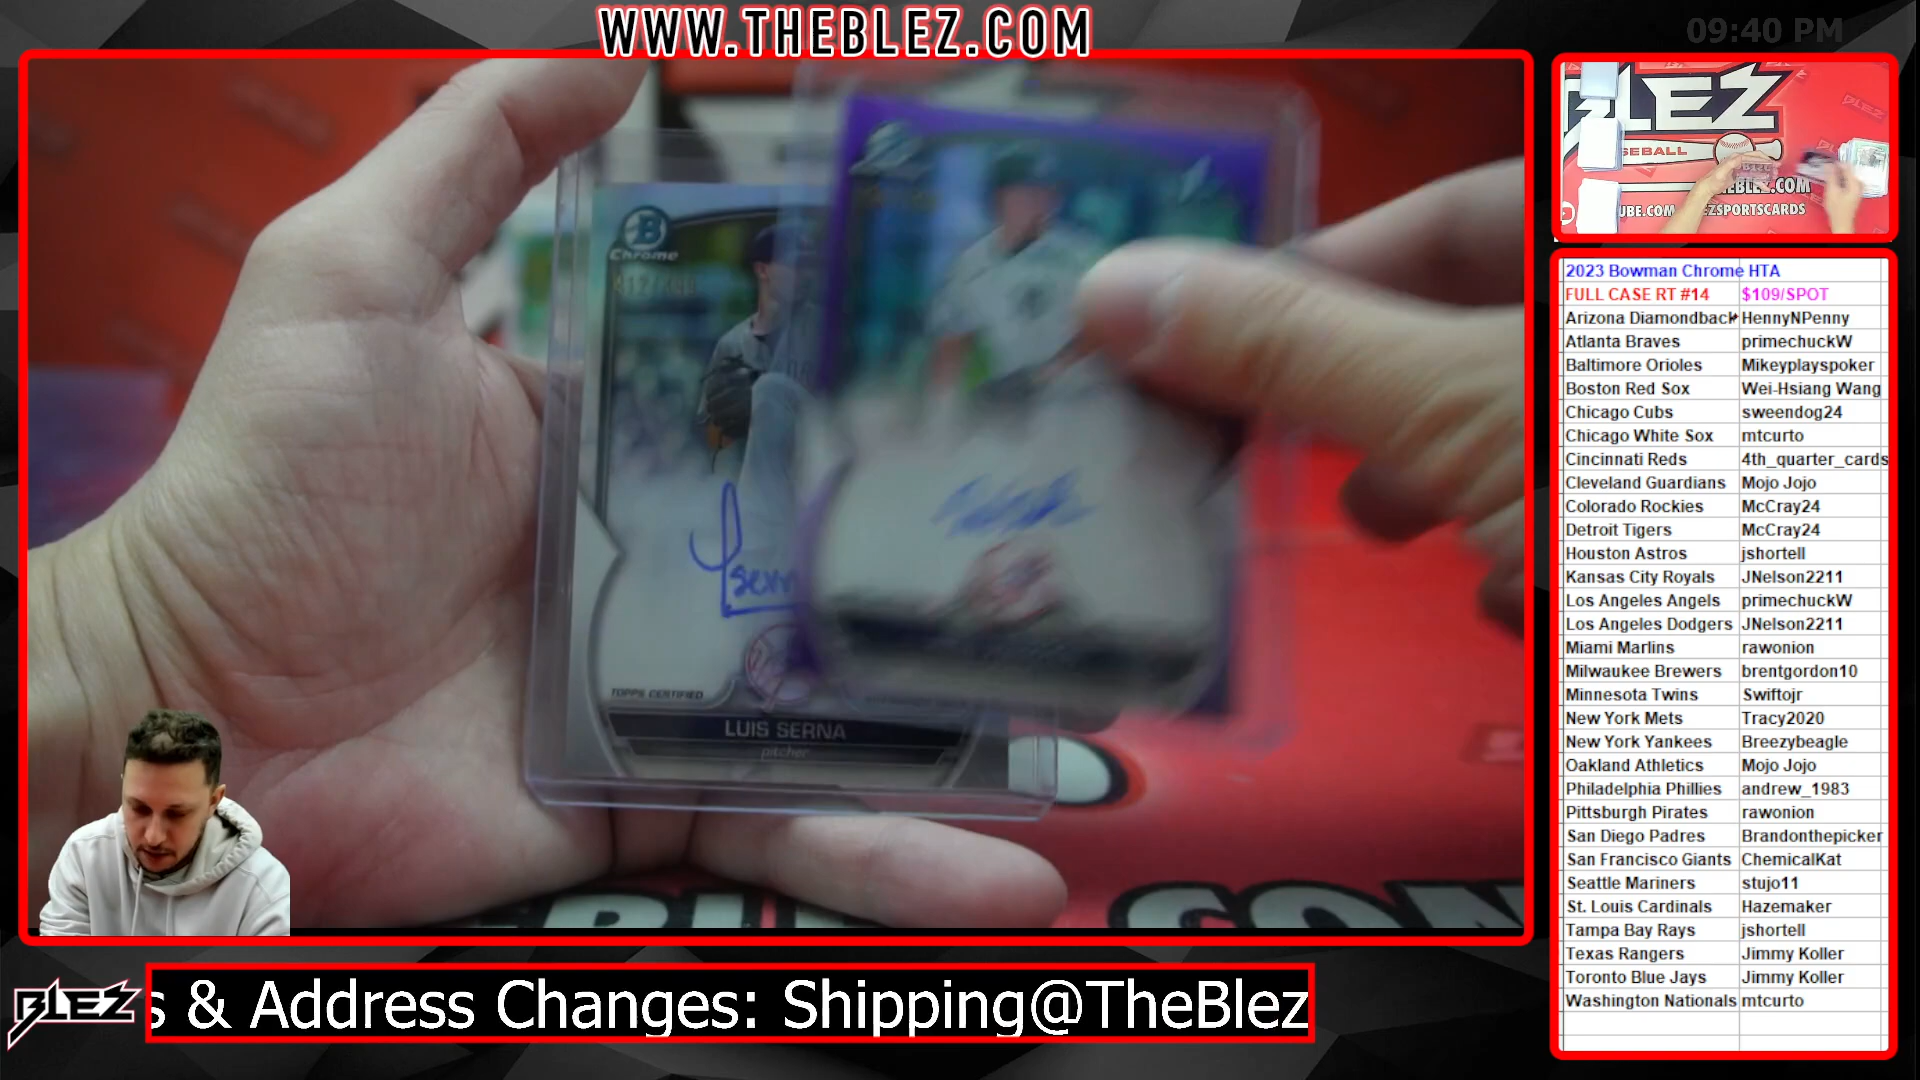 WWW.THEBLEZ.COM
09:40 PM
Chrome
TOPPS CERTIFIED
LUIS SERNA
pitcher
BLEZ
s & Address Changes: Shipping@TheBlez
2023 Bowman Chrome HTA
FULL CASE RT #14 $109/SPOT
Arizona Diamondback HennyNPenny
Atlanta Braves primechuckW
Baltimore Orioles Mikeyplayspoker
Boston Red Sox Wei-Hsiang Wang
Chicago Cubs sweendog24
Chicago White Sox mtcurto
Cincinnati Reds 4th_quarter_cards
Cleveland Guardians Mojo Jojo
Colorado Rockies McCray24
Detroit Tigers McCray24
Houston Astros jshortell
Kansas City Royals JNelson2211
Los Angeles Angels primechuckW
Los Angeles Dodgers JNelson2211
Miami Marlins rawonion
Milwaukee Brewers brentgordon10
Minnesota Twins Swiftojr
New York Mets Tracy2020
New York Yankees Breezybeagle
Oakland Athletics Mojo Jojo
Philadelphia Phillies andrew_1983
Pittsburgh Pirates rawonion
San Diego Padres Brandonthepicker
San Francisco Giants ChemicalKat
Seattle Mariners stujo11
St. Louis Cardinals Hazemaker
Tampa Bay Rays jshortell
Texas Rangers Jimmy Koller
Toronto Blue Jays Jimmy Koller
Washington Nationals mtcurto